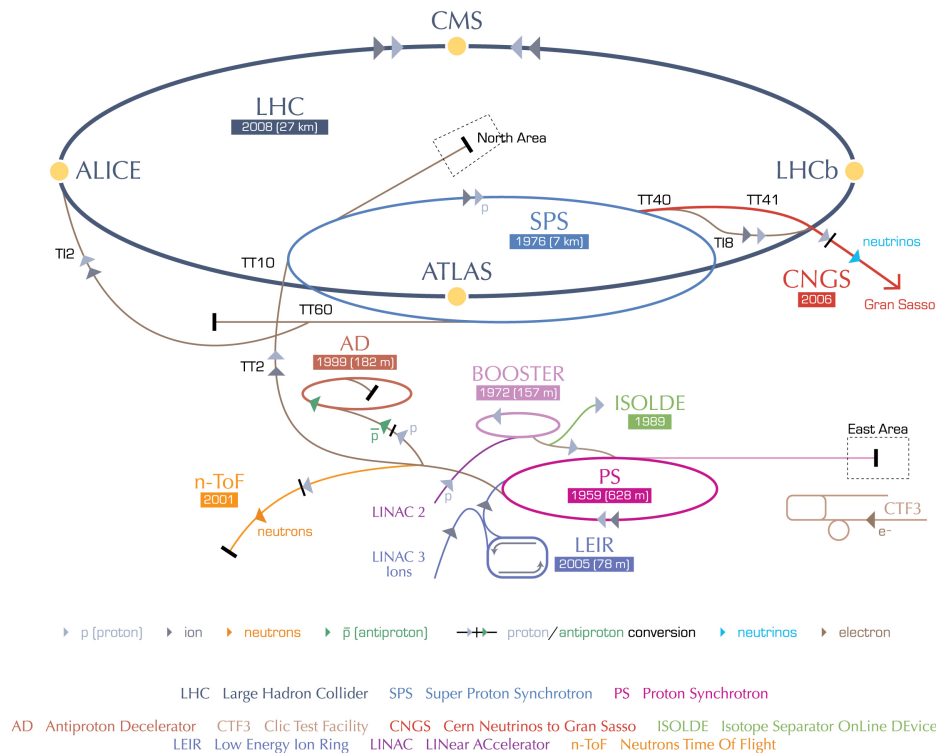 CMS
LHC
2008 (27 km)
North Area
ALICE
LHCb
p
TT40
TT41
SPS
1976 (7 km)
TI8
neutrinos
TI2
TT10
ATLAS
CNGS
2006
Gran Sasso
TT60
AD
1999 (182 m)
TT2
BOOSTER
1972 (157 m)
ISOLDE
1989
p̅
p
East Area
n-ToF
2001
PS
1959 (628 m)
p
LINAC 2
neutrons
CTF3
e-
LEIR
2005 (78 m)
LINAC 3
Ions
p (proton)
ion
neutrons
p̅ (antiproton)
proton/antiproton conversion
neutrinos
electron
LHC Large Hadron Collider SPS Super Proton Synchrotron PS Proton Synchrotron
AD Antiproton Decelerator CTF3 Clic Test Facility CNGS Cern Neutrinos to Gran Sasso ISOLDE Isotope Separator OnLine DEvice
LEIR Low Energy Ion Ring LINAC LINear ACcelerator n-ToF Neutrons Time Of Flight